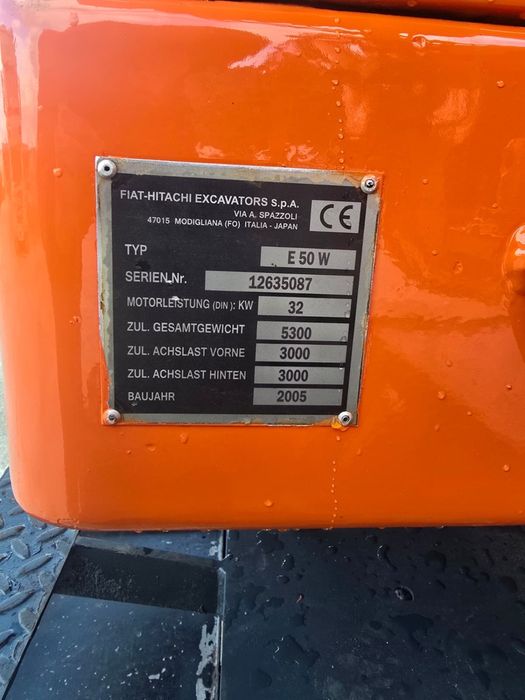 FIAT-HITACHI EXCAVATORS S.p.A.
VIA A. SPAZZOLI
47015 MODIGLIANA (FO) ITALIA - JAPAN
CE
TYP E 50 W
SERIEN Nr. 12635087
MOTORLEISTUNG (DIN): KW 32
ZUL. GESAMTGEWICHT 5300
ZUL. ACHSLAST VORNE 3000
ZUL. ACHSLAST HINTEN 3000
BAUJAHR 2005